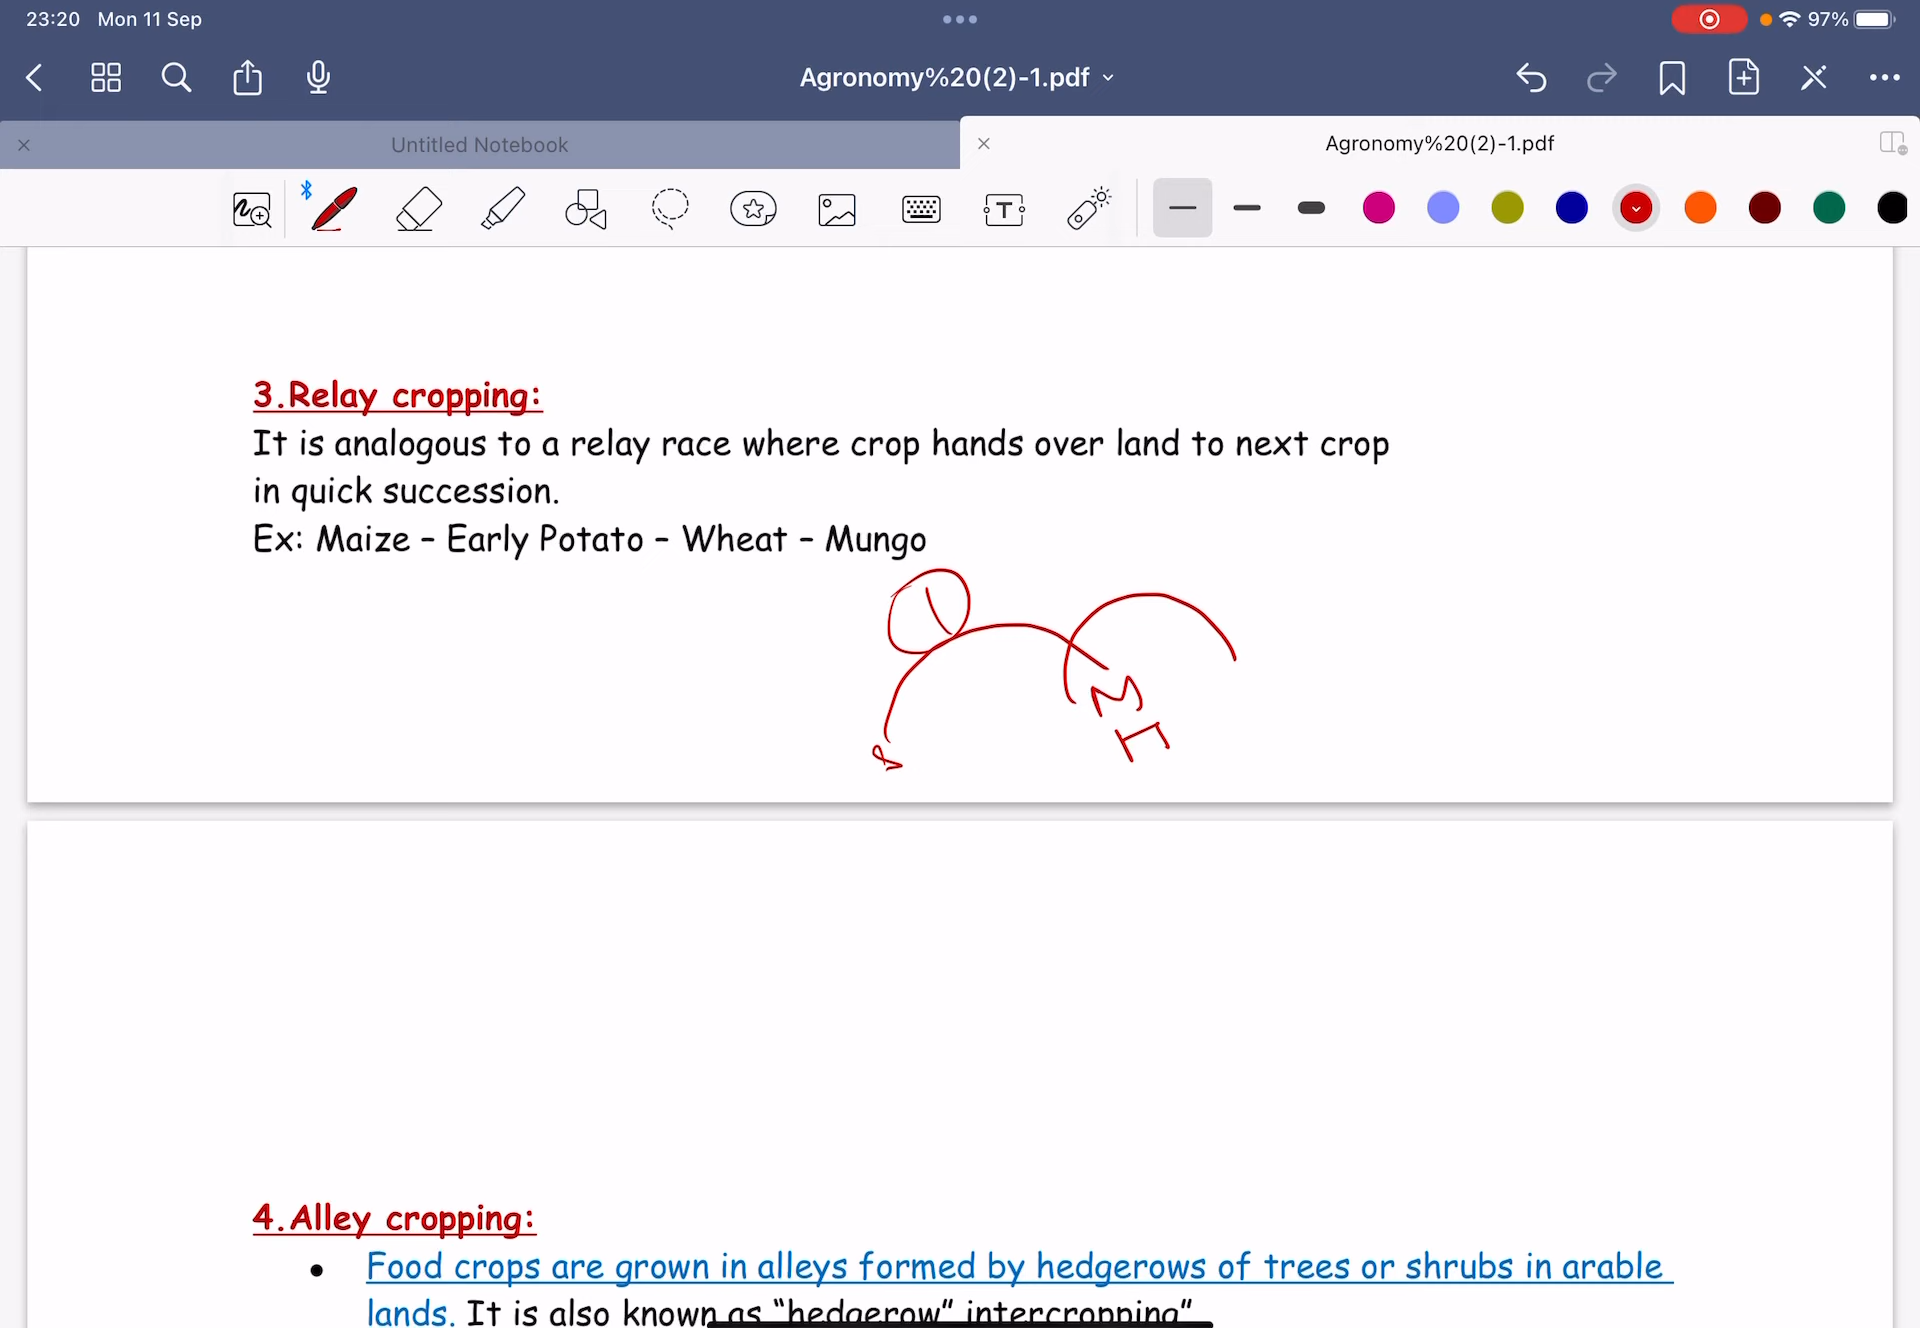 23:20 Mon 11 Sep
97%
Agronomy%20(2)-1.pdf
Untitled Notebook
Agronomy%20(2)-1.pdf
3.Relay cropping:
It is analogous to a relay race where crop hands over land to next crop
in quick succession.
Ex: Maize – Early Potato – Wheat – Mungo
1
4.Alley cropping:
• Food crops are grown in alleys formed by hedgerows of trees or shrubs in arable
lands. It is also known as “hedgerow” intercropping”